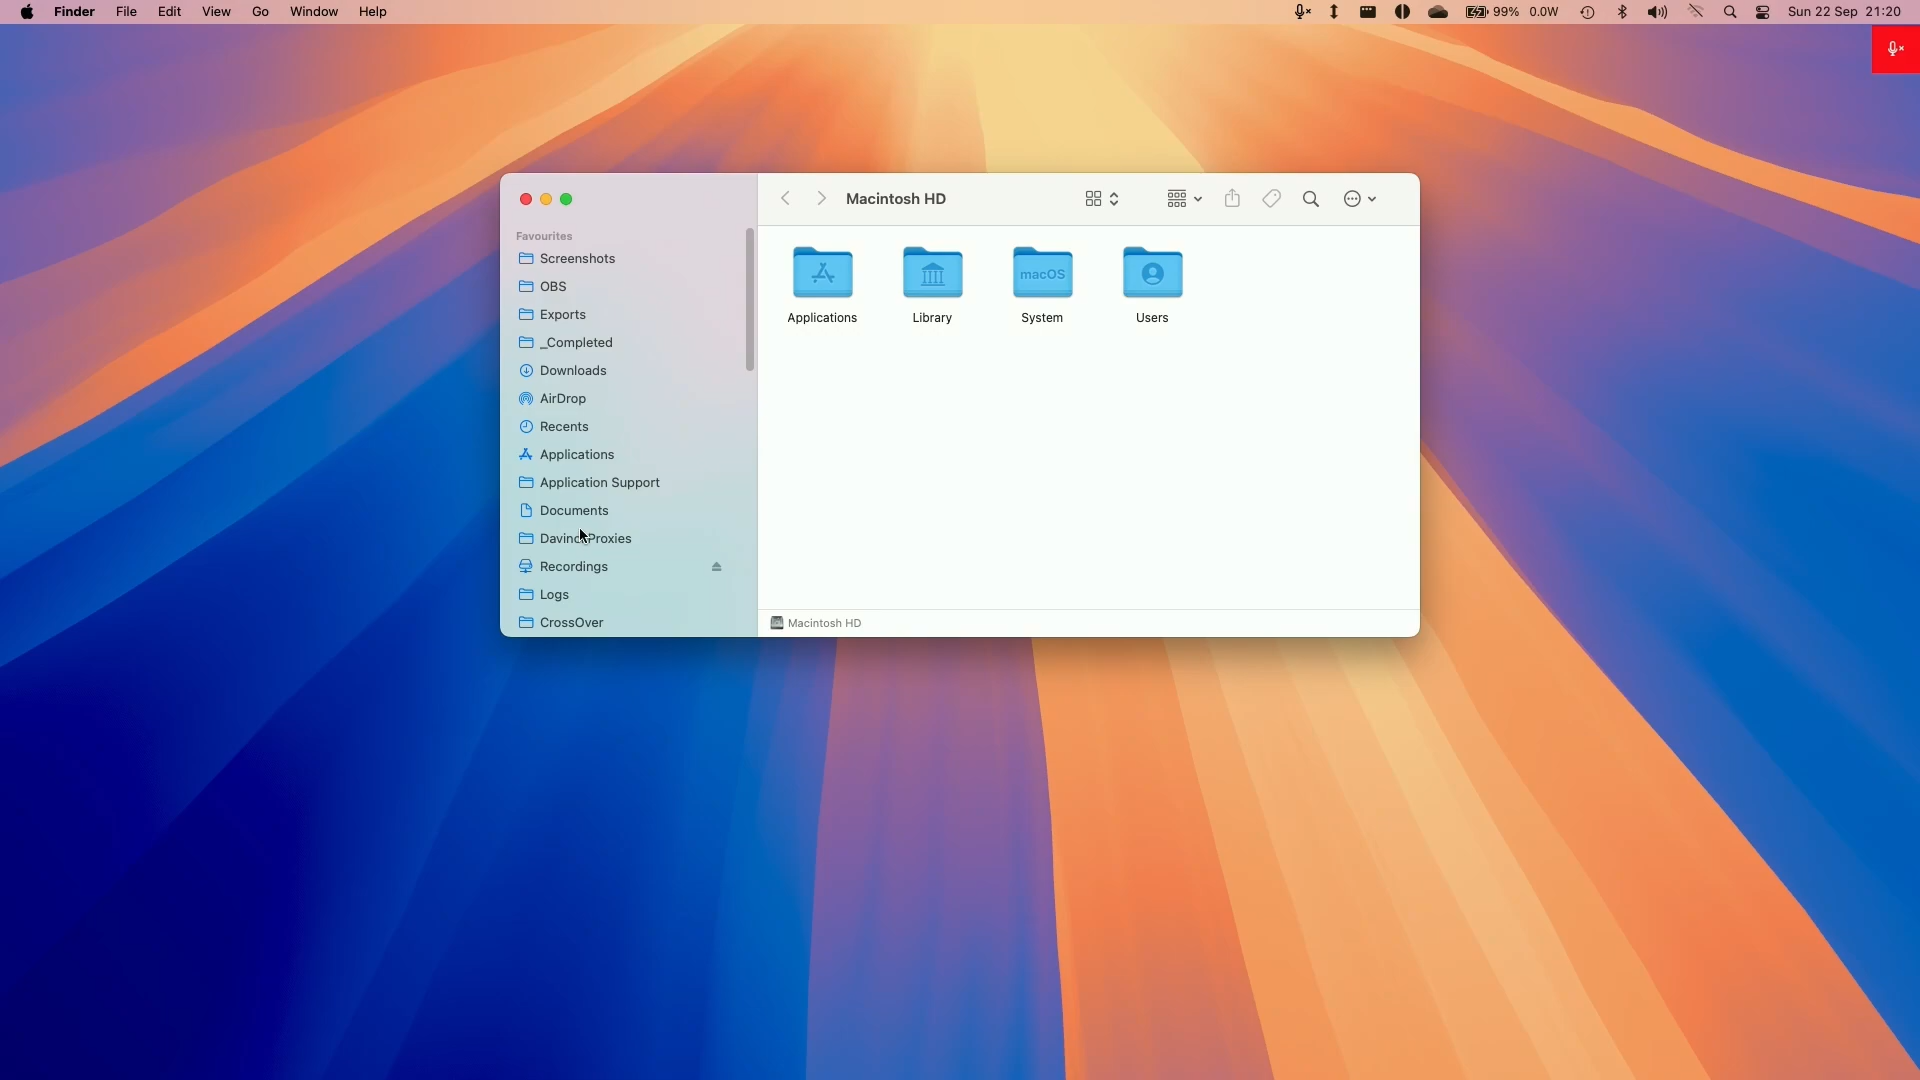 Finder File Edit View Go Window Help 99% 0.0W Sun 22 Sep 21:20
Macintosh HD
Favourites
Screenshots
OBS
Exports
_Completed
Downloads
AirDrop
Recents
Applications
Application Support
Documents
Recordings
Logs
CrossOver
Applications Library macOS System Users
Macintosh HD